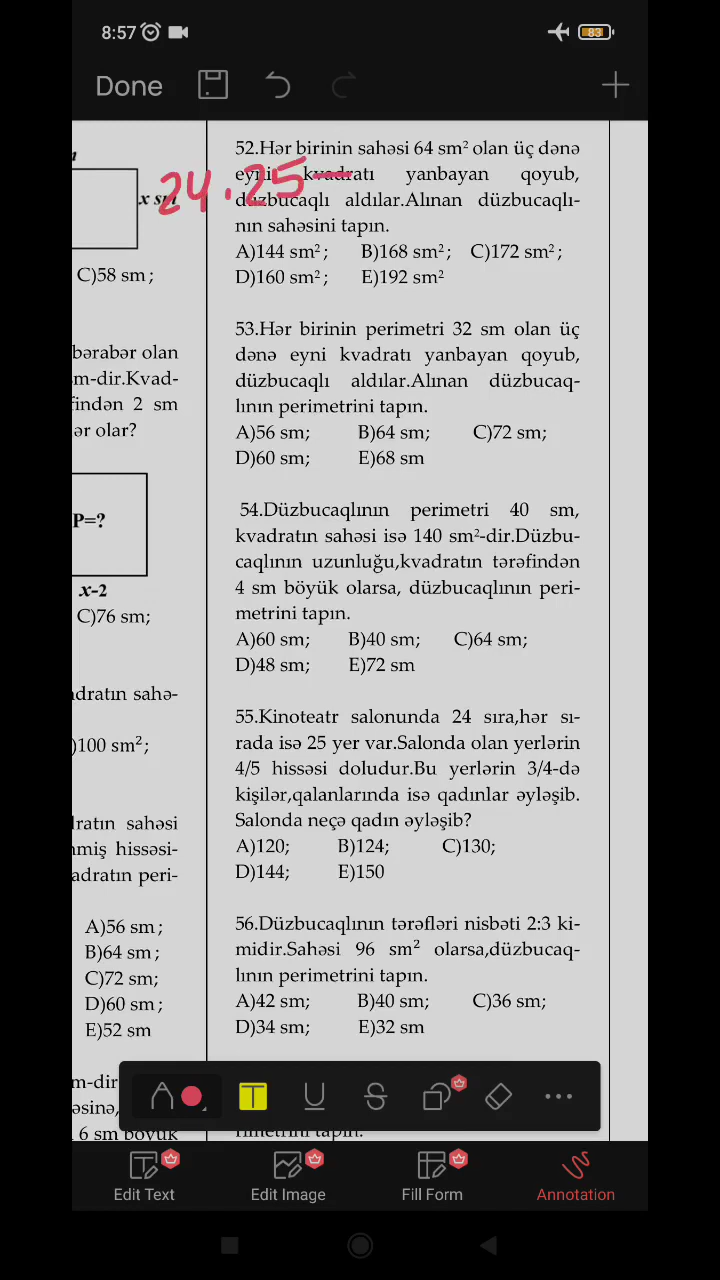 8:57
83
Done
x sm
C)58 sm;
bərabər olan
sm-dir.Kvad-
findən 2 sm
ər olar?
P=?
x-2
C)76 sm;
adratın sahə-
)100 sm²;
dratın sahəsi
nmiş hissəsi-
adratın peri-
A)56 sm;
B)64 sm;
C)72 sm;
D)60 sm;
E)52 sm
m-dir
əsinə,
6 sm böyük
24.25
52.Hər birinin sahəsi 64 sm² olan üç dənə
eyni kvadratı yanbayan qoyub,
düzbucaqlı aldılar.Alınan düzbucaqlı-
nın sahəsini tapın.
A)144 sm²; B)168 sm²; C)172 sm²;
D)160 sm²; E)192 sm²
53.Hər birinin perimetri 32 sm olan üç
dənə eyni kvadratı yanbayan qoyub,
düzbucaqlı aldılar.Alınan düzbucaq-
lının perimetrini tapın.
A)56 sm; B)64 sm; C)72 sm;
D)60 sm; E)68 sm
54.Düzbucaqlının perimetri 40 sm,
kvadratın sahəsi isə 140 sm²-dir.Düzbu-
caqlının uzunluğu,kvadratın tərəfindən
4 sm böyük olarsa, düzbucaqlının peri-
metrini tapın.
A)60 sm; B)40 sm; C)64 sm;
D)48 sm; E)72 sm
55.Kinoteatr salonunda 24 sıra,hər sı-
rada isə 25 yer var.Salonda olan yerlərin
4/5 hissəsi doludur.Bu yerlərin 3/4-də
kişilər,qalanlarında isə qadınlar əyləşib.
Salonda neçə qadın əyləşib?
A)120; B)124; C)130;
D)144; E)150
56.Düzbucaqlının tərəfləri nisbəti 2:3 ki-
midir.Sahəsi 96 sm² olarsa,düzbucaq-
lının perimetrini tapın.
A)42 sm; B)40 sm; C)36 sm;
D)34 sm; E)32 sm
rimetrini tapın.
T U S
Edit Text Edit Image Fill Form Annotation